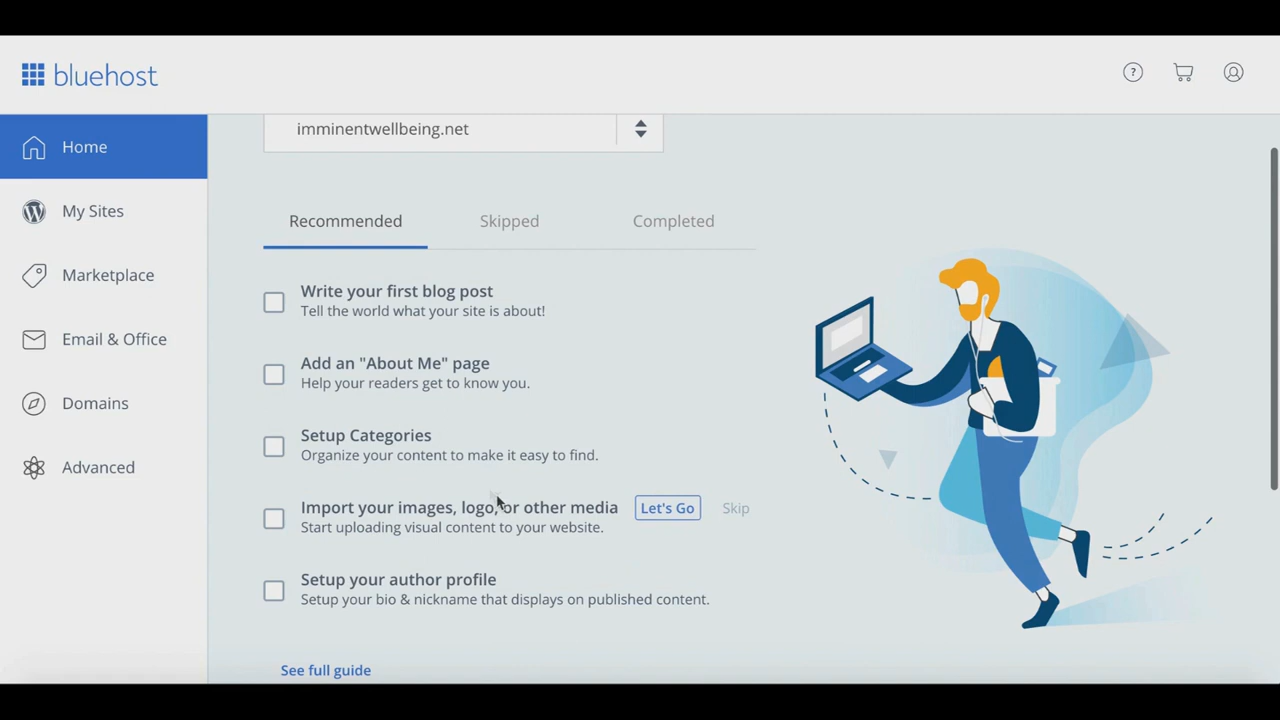 bluehost
?
Home
My Sites
Marketplace
Email & Office
Domains
Advanced
imminentwellbeing.net
Recommended
Skipped
Completed
Write your first blog post
Tell the world what your site is about!
Add an "About Me" page
Help your readers get to know you.
Setup Categories
Organize your content to make it easy to find.
Import your images, logo, or other media
Let's Go
Skip
Start uploading visual content to your website.
Setup your author profile
Setup your bio & nickname that displays on published content.
See full guide